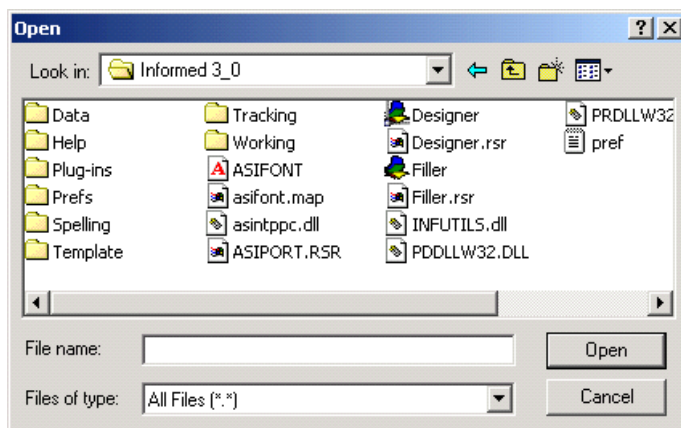 Open
Look in: Informed 3_0
Data Tracking Designer PRDLLW32
Help Working Designer.rsr pref
Plug-ins ASIFONT Filler
Prefs asifont.map Filler.rsr
Spelling asintppc.dll INFUTILS.dll
Template ASIPORT.RSR PDDLLW32.DLL
File name: Open
Files of type: All Files (*.*) Cancel